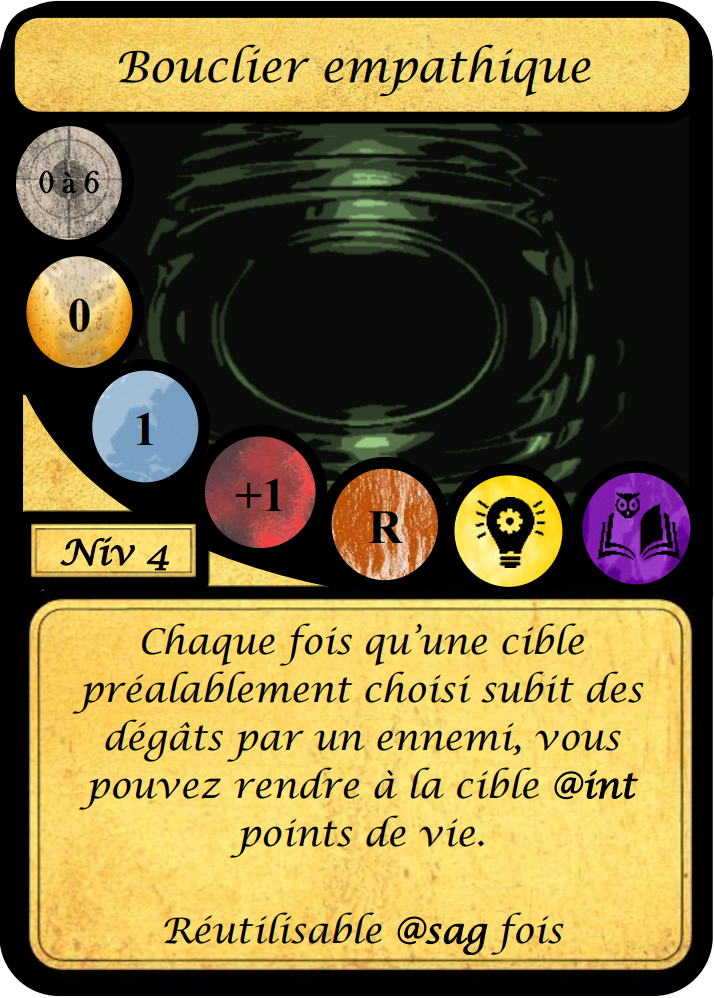 Bouclier empathique
0 à 6
0
1
+1
R
Niv 4
Chaque fois qu'une cible
préalablement choisi subit des
dégâts par un ennemi, vous
pouvez rendre à la cible @int
points de vie.
Réutilisable @sag fois